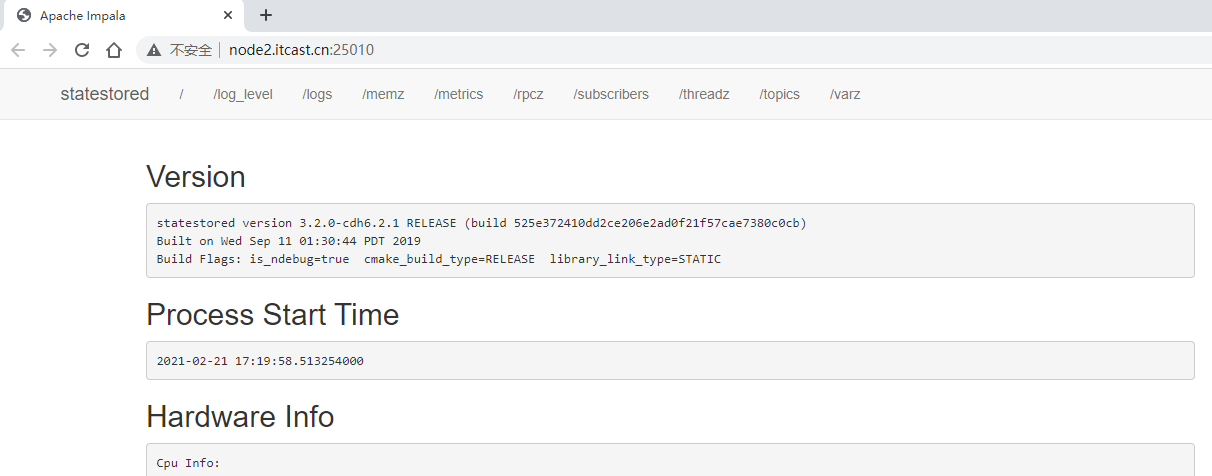 Apache Impala
不安全 node2.itcast.cn:25010
statestored / /log_level /logs /memz /metrics /rpcz /subscribers /threadz /topics /varz
Version
statestored version 3.2.0-cdh6.2.1 RELEASE (build 525e372410dd2ce206e2ad0f21f57cae7380c0cb)
Built on Wed Sep 11 01:30:44 PDT 2019
Build Flags: is_ndebug=true  cmake_build_type=RELEASE  library_link_type=STATIC
Process Start Time
2021-02-21 17:19:58.513254000
Hardware Info
Cpu Info: